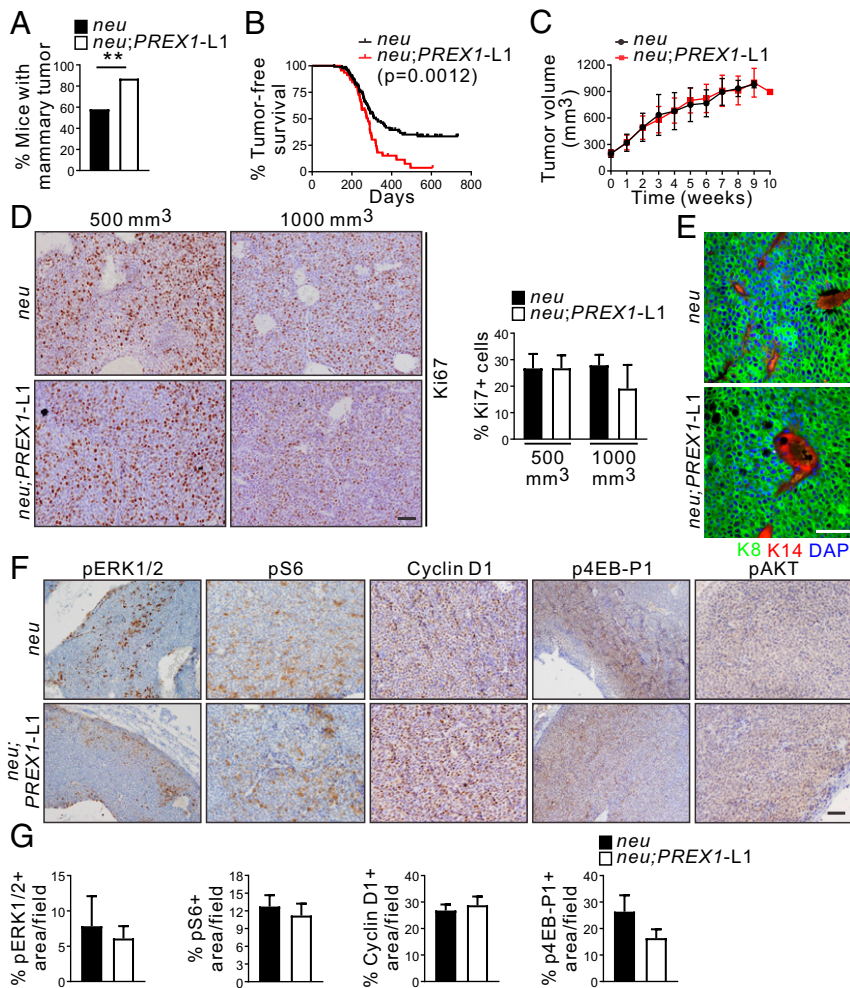 A
neu
neu;PREX1-L1
**
% Mice with
mammary tumor
100
80
60
40
20
0
B
neu
neu;PREX1-L1
(p=0.0012)
% Tumor-free
survival
100
75
50
25
0
0 200 400 600 800
Days
C
neu
neu;PREX1-L1
Tumor volume
(mm3)
1200
900
600
300
0
0 1 2 3 4 5 6 7 8 9 10
Time (weeks)
D
500 mm3
1000 mm3
neu
neu;PREX1-L1
Ki67
neu
neu;PREX1-L1
% Ki7+ cells
40
30
20
10
0
500
mm3
1000
mm3
E
neu
neu;PREX1-L1
K8 K14 DAP
F
pERK1/2
pS6
Cyclin D1
p4EB-P1
pAKT
neu
neu;
PREX1-L1
G
neu
neu;PREX1-L1
% pERK1/2+
area/field
15
10
5
0
% pS6+
area/field
18
15
12
9
6
3
0
% Cyclin D1+
area/field
40
30
20
10
0
% p4EB-P1+
area/field
40
30
20
10
0